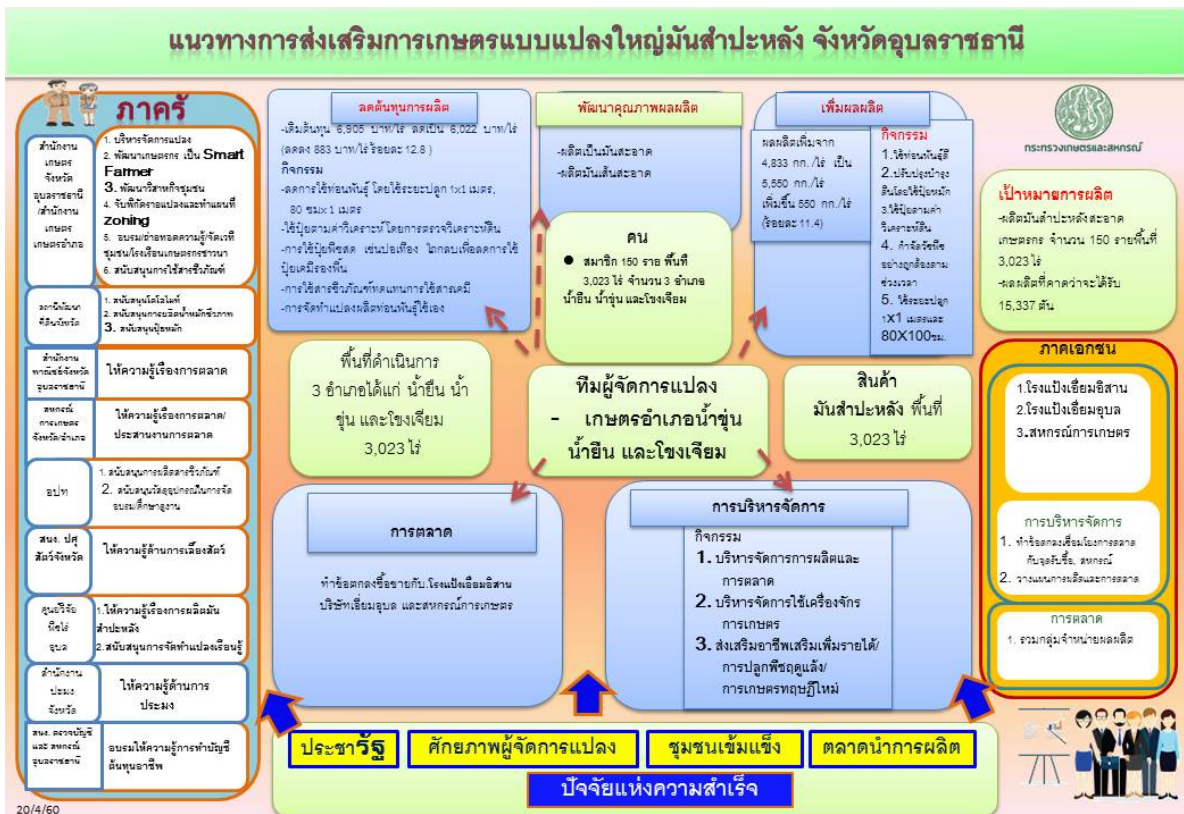 แนวทางการส่งเสริมการเกษตรแบบแปลงใหญ่มันสำปะหลัง จังหวัดอุบลราชธานี
ภาครั
สำนักงาน
เกษตร
จังหวัด
อุบลราชธานี
/สำนักงาน
เกษตร
เกษตรอำเภอ
1. บริหารจัดการแปลง
2. พัฒนาเกษตรกร เป็น Smart
Farmer
3. พัฒนาวิสาหกิจชุมชน
4. จับพิกัดรายแปลงและทำแผนที่
zoning
5. อบรม/ถ่ายทอดความรู้/จัดเวที
ชุมชน/โรงเรียนเกษตรกรชาวนา
6. สนับสนุนการใช้สารชีวภัณฑ์
สถานีพัฒนา
ที่ดินจังหวัด
1. สนับสนุนโดโลไมท์
2. สนับสนุนการผลิตน้ำหมักชีวภาพ
3. สนับสนุนปุ๋ยหมัก
สำนักงาน
พาณิชย์จังหวัด
อุบลราชธานี
ให้ความรู้เรื่องการตลาด
สหกรณ์
การเกษตร
จังหวัด/อำเภอ
ให้ความรู้เรื่องการตลาด/
ประสานงานการตลาด
อปท
1. สนับสนุนการผลิตสารชีวภัณฑ์
2. สนับสนุนวัสดุอุปกรณ์ในการจัด
อบรม/ศึกษาดูงาน
สนง. ปศุ
สัตว์จังหวัด
ให้ความรู้ด้านการเลี้ยงสัตว์
ศูนย์วิจัย
พืชไร่
อุบล
1.ให้ความรู้เรื่องการผลิตมัน
สำปะหลัง
2.สนับสนุนการจัดทำแปลงเรียนรู้
สำนักงาน
ประมง
จังหวัด
ให้ความรู้ด้านการ
ประมง
สนง. ตรวจบัญชี
และ สหกรณ์
อุบลราชธานี
อบรมให้ความรู้การทำบัญชี
ต้นทุนอาชีพ
20/4/60
ลดต้นทุนการผลิต
-เดิมต้นทุน 6,905 บาท/ไร่ ลดเป็น 6,022 บาท/ไร่
(ลดลง 883 บาท/ไร่ ร้อยละ 12.8 )
กิจกรรม
-ลดการใช้ท่อนพันธุ์ โดยใช้ระยะปลูก 1x1 เมตร,
80 ซมx 1 เมตร
-ใช้ปุ๋ยตามค่าวิเคราะห์ โดยการตรวจวิเคราะห์ดิน
-การใช้ปุ๋ยพืชสด เช่นปอเทือง ไถกลบเพื่อลดการใช้
ปุ๋ยเคมีรองพื้น
-การใช้สารชีวภัณฑ์ทดแทนการใช้สารเคมี
-การจัดทำแปลงผลิตท่อนพันธุ์ใช้เอง
พัฒนาคุณภาพผลผลิต
-ผลิตเป็นมันสะอาด
-ผลิตมันเส้นสะอาด
เพิ่มผลผลิต
ผลผลิตเพิ่มจาก
4,833 กก. /ไร่ เป็น
5,550 กก./ไร่
เพิ่มขึ้น 550 กก./ไร่
(ร้อยละ 11.4)
กิจกรรม
1.ใช้ท่อนพันธุ์ดี
2.ปรับปรุงบำรุง
ดินโดยใช้ปุ๋ยหมัก
3.ใช้ปุ๋ยตามค่า
วิเคราะห์ดิน
4. กำจัดวัชพืช
อย่างถูกต้องตาม
ช่วงเวลา
5. ใช้ระยะปลูก
1X1 เมตรและ
80X100ซม.
คน
● สมาชิก 150 ราย พื้นที่
3,023 ไร่ จำนวน 3 อำเภอ
น้ำยืน น้ำขุ่น และโขงเจียม
พื้นที่ดำเนินการ
3 อำเภอได้แก่ น้ำยืน น้ำ
ขุ่น และโขงเจียม
3,023 ไร่
ทีมผู้จัดการแปลง
- เกษตรอำเภอน้ำขุ่น
น้ำยืน และโขงเจียม
สินค้า
มันสำปะหลัง พื้นที่
3,023 ไร่
การตลาด
ทำข้อตกลงซื้อขายกับ.โรงแป้งเอี่ยมอิสาน
บริษัทเอี่ยมอุบล และสหกรณ์การเกษตร
การบริหารจัดการ
กิจกรรม
1. บริหารจัดการการผลิตและ
การตลาด
2. บริหารจัดการใช้เครื่องจักร
การเกษตร
3. ส่งเสริมอาชีพเสริมเพิ่มรายได้/
การปลูกพืชฤดูแล้ง/
การเกษตรทฤษฎีใหม่
กระทรวงเกษตรและสหกรณ์
เป้าหมายการผลิต
-ผลิตมันสำปะหลังสะอาด
เกษตรกร จำนวน 150 รายพื้นที่
3,023 ไร่
-ผลผลิตที่คาดว่าจะได้รับ
15,337 ตัน
ภาคเอกชน
1.โรงแป้งเอี่ยมอิสาน
2.โรงแป้งเอี่ยมอุบล
3.สหกรณ์การเกษตร
การบริหารจัดการ
1. ทำข้อตกลงเชื่อมโยงการตลาด
กับจุดรับซื้อ, สหกรณ์
2. วางแผนการผลิตและการตลาด
การตลาด
1. รวมกลุ่มจำหน่ายผลผลิต
ประชารัฐ
ศักยภาพผู้จัดการแปลง
ชุมชนเข้มแข็ง
ตลาดนำการผลิต
ปัจจัยแห่งความสำเร็จ